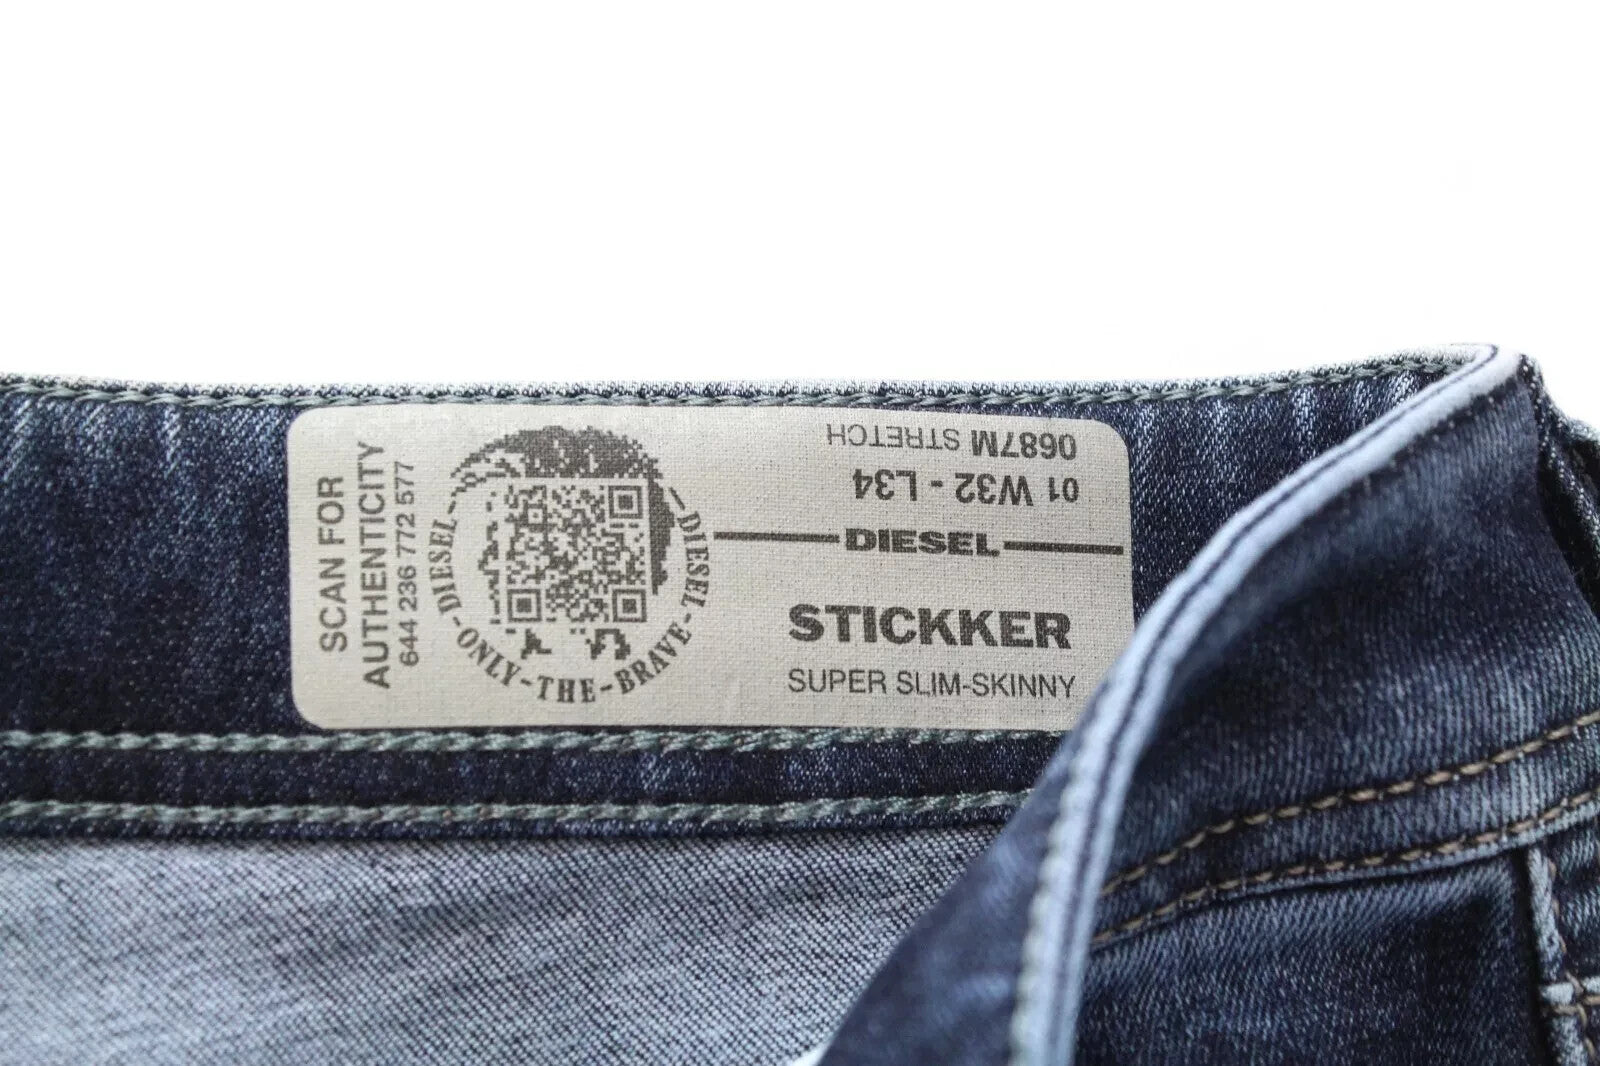 SCAN FOR
AUTHENTICITY
644 236 772 577
DIESEL-ONLY-THE-BRAVE-DIESEL
0687M STRETCH
01 W32 - L34
DIESEL
STICKKER
SUPER SLIM-SKINNY